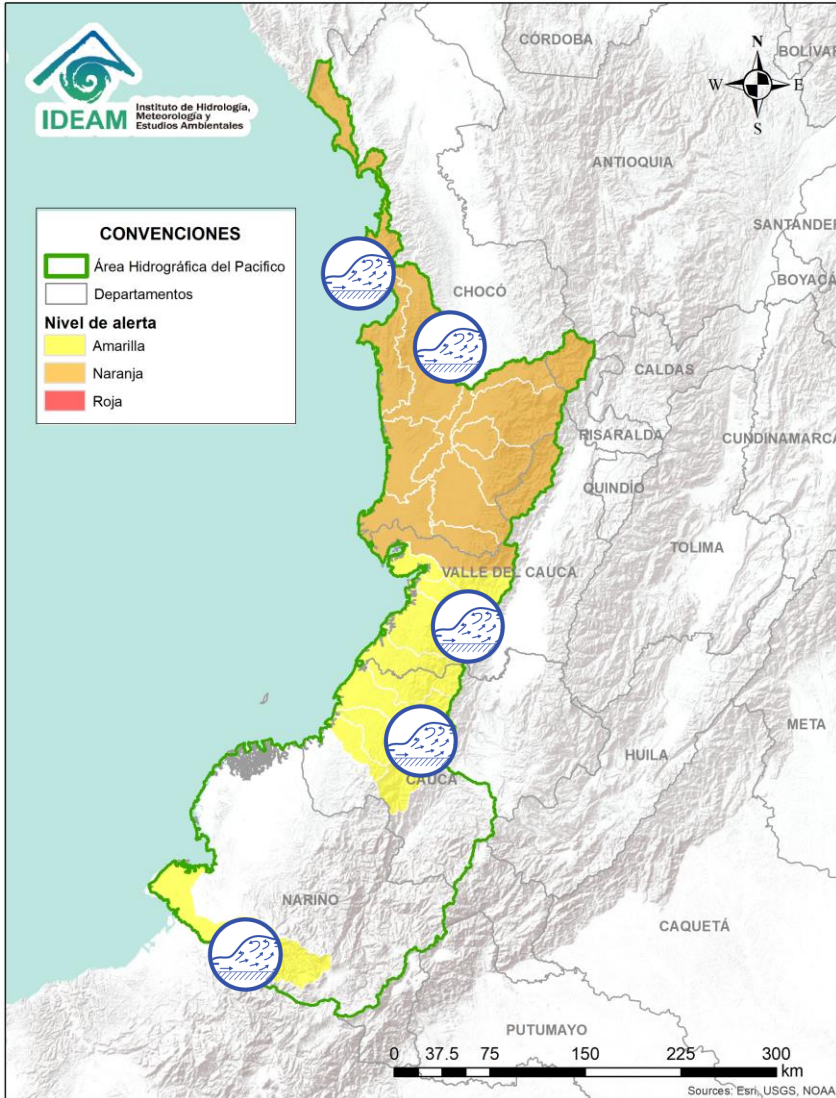 IDEAM
Instituto de Hidrología,
Meteorología y
Estudios Ambientales
CÓRDOBA
BOLÍVAR
N
W
E
S
ANTIOQUIA
SANTANDER
BOYACÁ
CONVENCIONES
Área Hidrográfica del Pacifico
Departamentos
Nivel de alerta
Amarilla
Naranja
Roja
CHOCÓ
CALDAS
RISARALDA
CUNDINAMARCA
QUINDÍO
TOLIMA
VALLE DEL CAUCA
META
HUILA
CAUCA
NARIÑO
CAQUETÁ
PUTUMAYO
0 37.5 75 150 225 300
km
Sources: Esri, USGS, NOAA